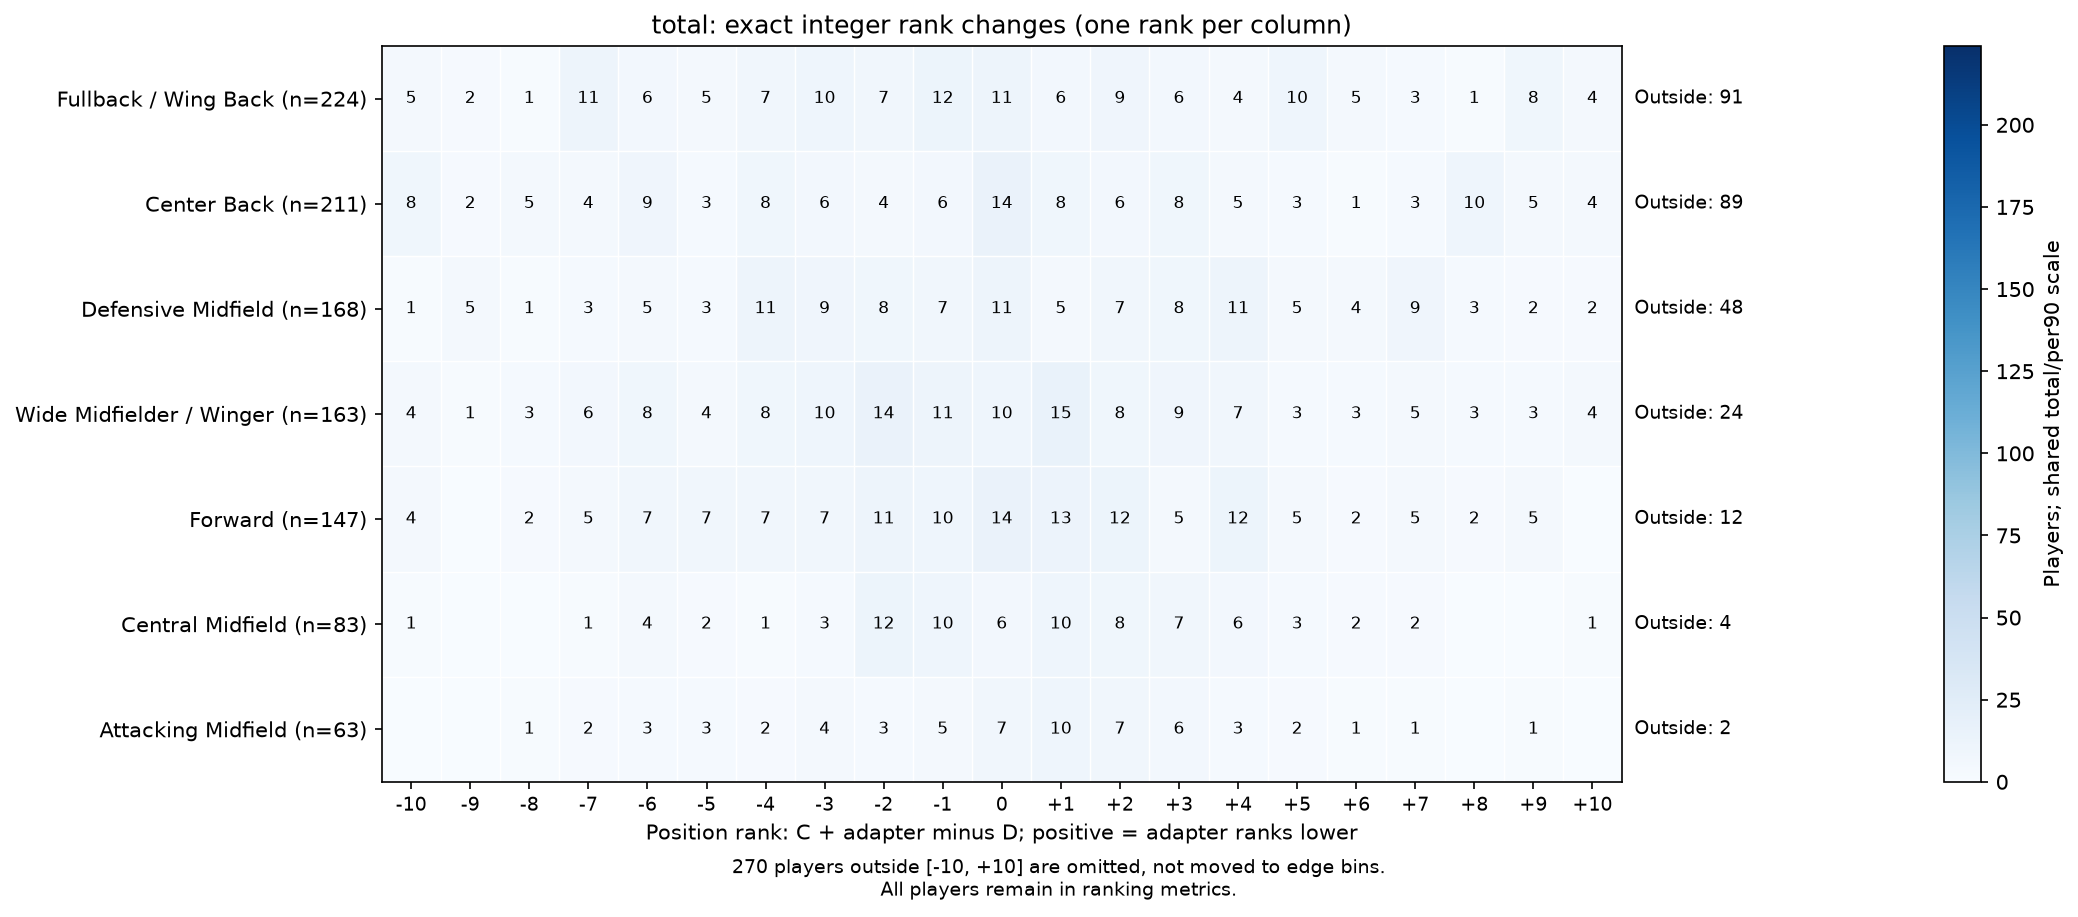 total: exact integer rank changes (one rank per column)
Fullback / Wing Back (n=224) 5 2 1 11 6 5 7 10 7 12 11 6 9 6 4 10 5 3 1 8 4 Outside: 91
Center Back (n=211) 8 2 5 4 9 3 8 6 4 6 14 8 6 8 5 3 1 3 10 5 4 Outside: 89
Defensive Midfield (n=168) 1 5 1 3 5 3 11 9 8 7 11 5 7 8 11 5 4 9 3 2 2 Outside: 48
Wide Midfielder / Winger (n=163) 4 1 3 6 8 4 8 10 14 11 10 15 8 9 7 3 3 5 3 3 4 Outside: 24
Forward (n=147) 4 2 5 7 7 7 7 11 10 14 13 12 5 12 5 2 5 2 5 Outside: 12
Central Midfield (n=83) 1 1 4 2 1 3 12 10 6 10 8 7 6 3 2 2 1 Outside: 4
Attacking Midfield (n=63) 1 2 3 3 2 4 3 5 7 10 7 6 3 2 1 1 1 Outside: 2
-10 -9 -8 -7 -6 -5 -4 -3 -2 -1 0 +1 +2 +3 +4 +5 +6 +7 +8 +9 +10
Position rank: C + adapter minus D; positive = adapter ranks lower
270 players outside [-10, +10] are omitted, not moved to edge bins.
All players remain in ranking metrics.
200
175
150
125
100
75
50
25
0
Players; shared total/per90 scale